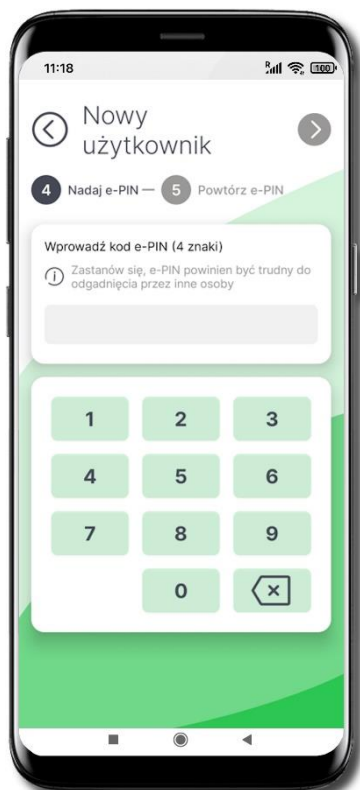 11:18
R
100
Nowy
użytkownik
4 Nadaj e-PIN — 5 Powtórz e-PIN
Wprowadź kod e-PIN (4 znaki)
Zastanów się, e-PIN powinien być trudny do
odgadnięcia przez inne osoby
1 2 3
4 5 6
7 8 9
0